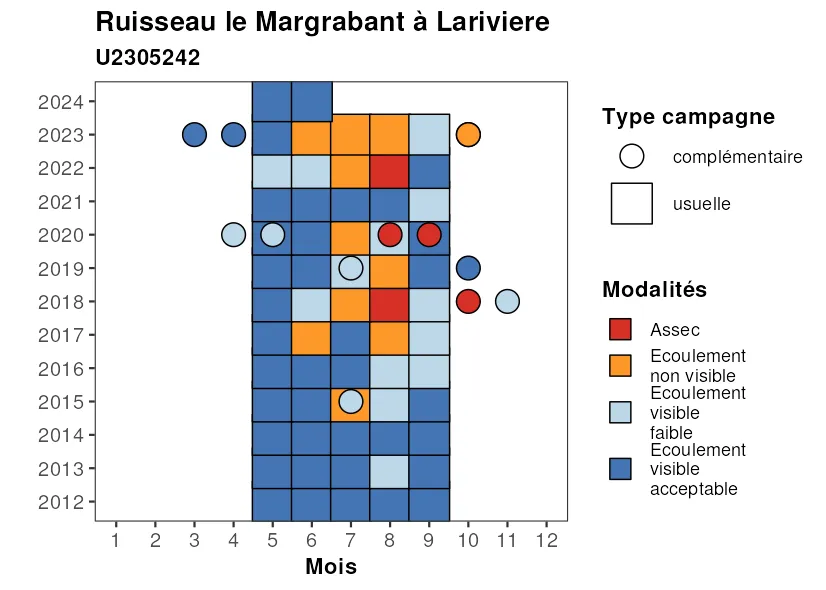 Ruisseau le Margrabant à Lariviere
U2305242
2024
2023
2022
2021
2020
2019
2018
2017
2016
2015
2014
2013
2012
1 2 3 4 5 6 7 8 9 10 11 12
Mois
Type campagne
complémentaire
usuelle
Modalités
Assec
Ecoulement
non visible
Ecoulement
visible
faible
Ecoulement
visible
acceptable